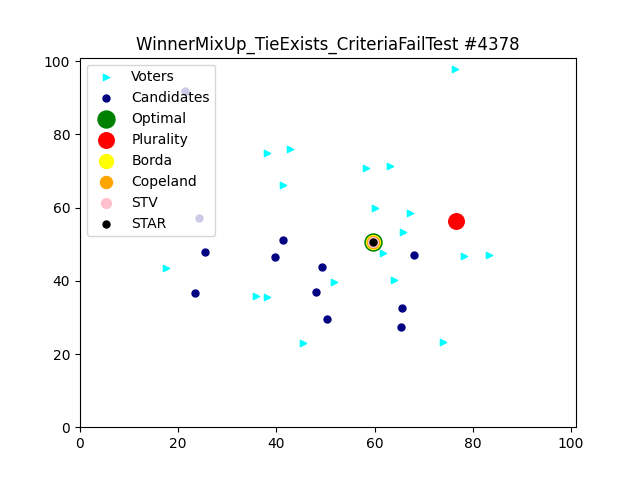 WinnerMixUp_TieExists_CriteriaFailTest #4378
100
80
60
40
20
0
0 20 40 60 80 100
Voters
Candidates
Optimal
Plurality
Borda
Copeland
STV
STAR